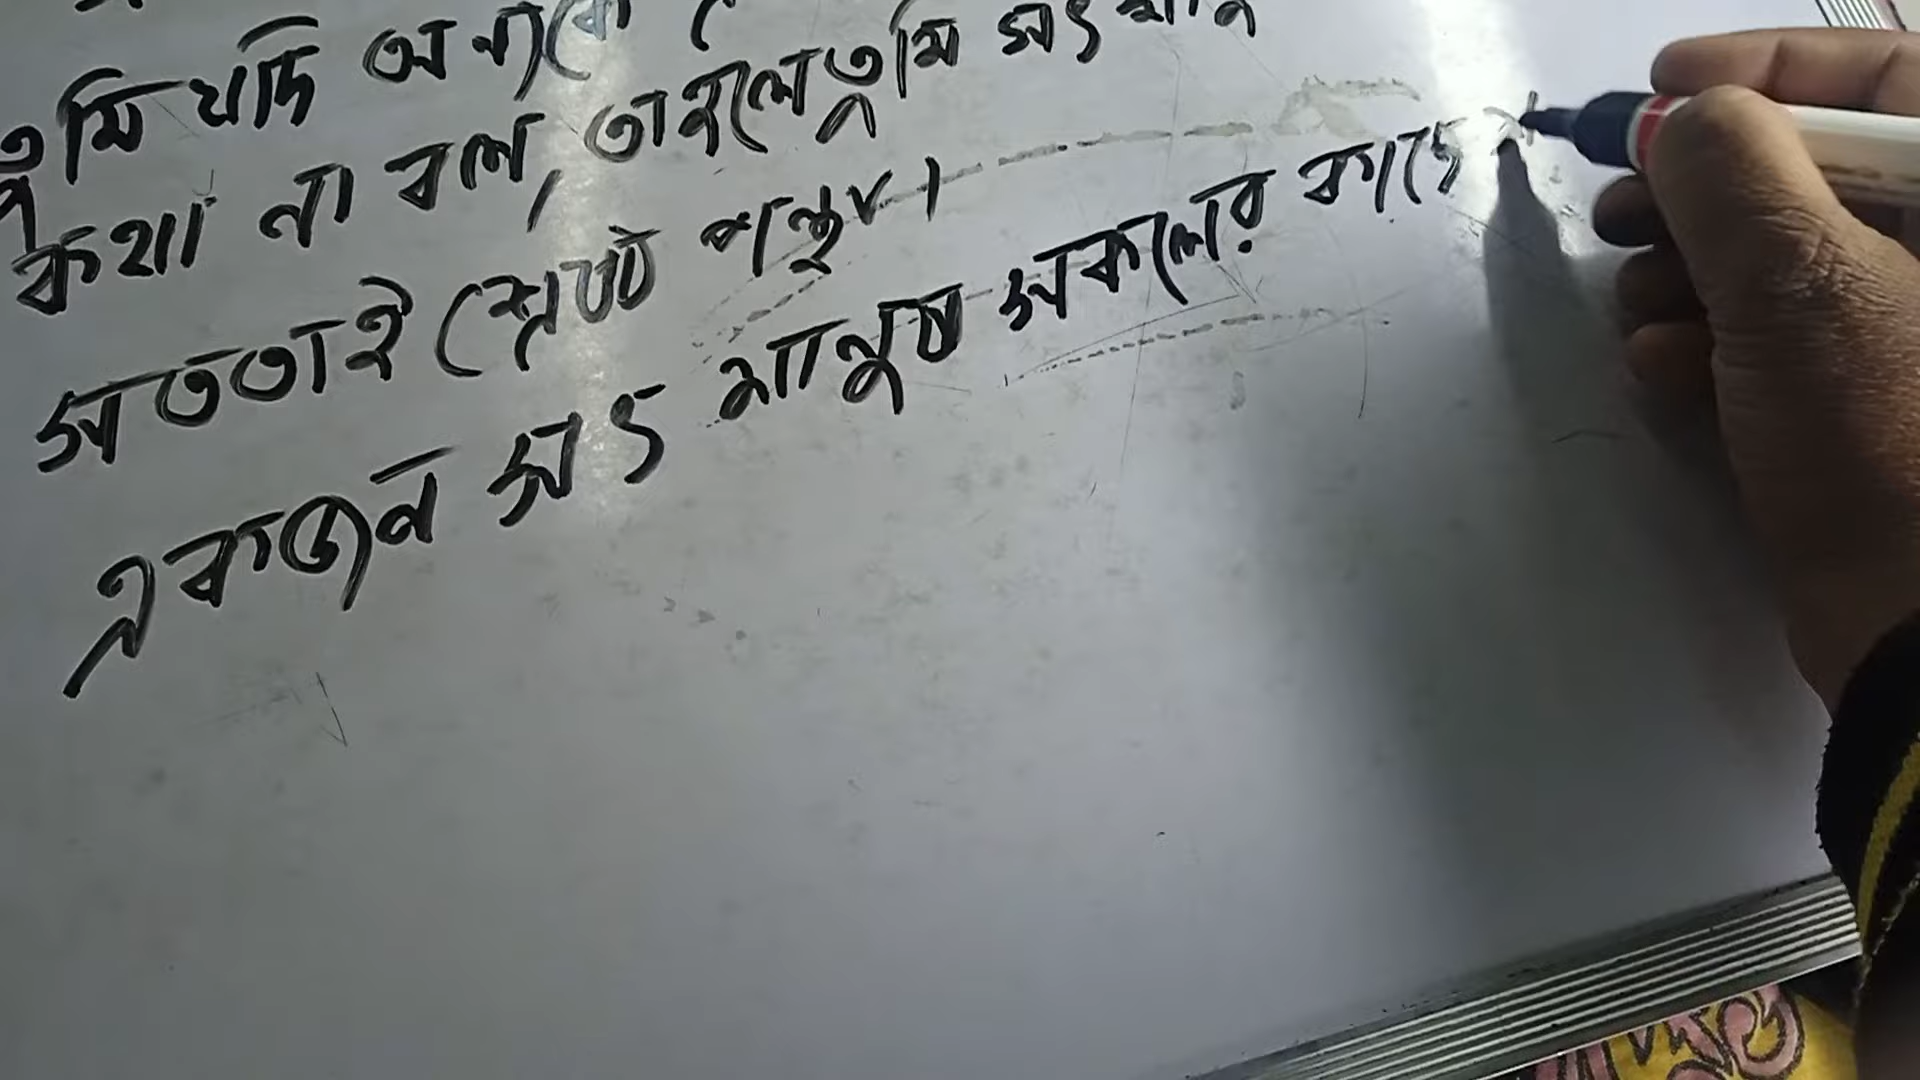 তুমি যদি অন্যকে
কথা না বল, তাহলে তুমি সৎ মানু
সততাই শ্রেষ্ঠ পন্থা।
একজন সৎ মানুষ সকলের কাছে